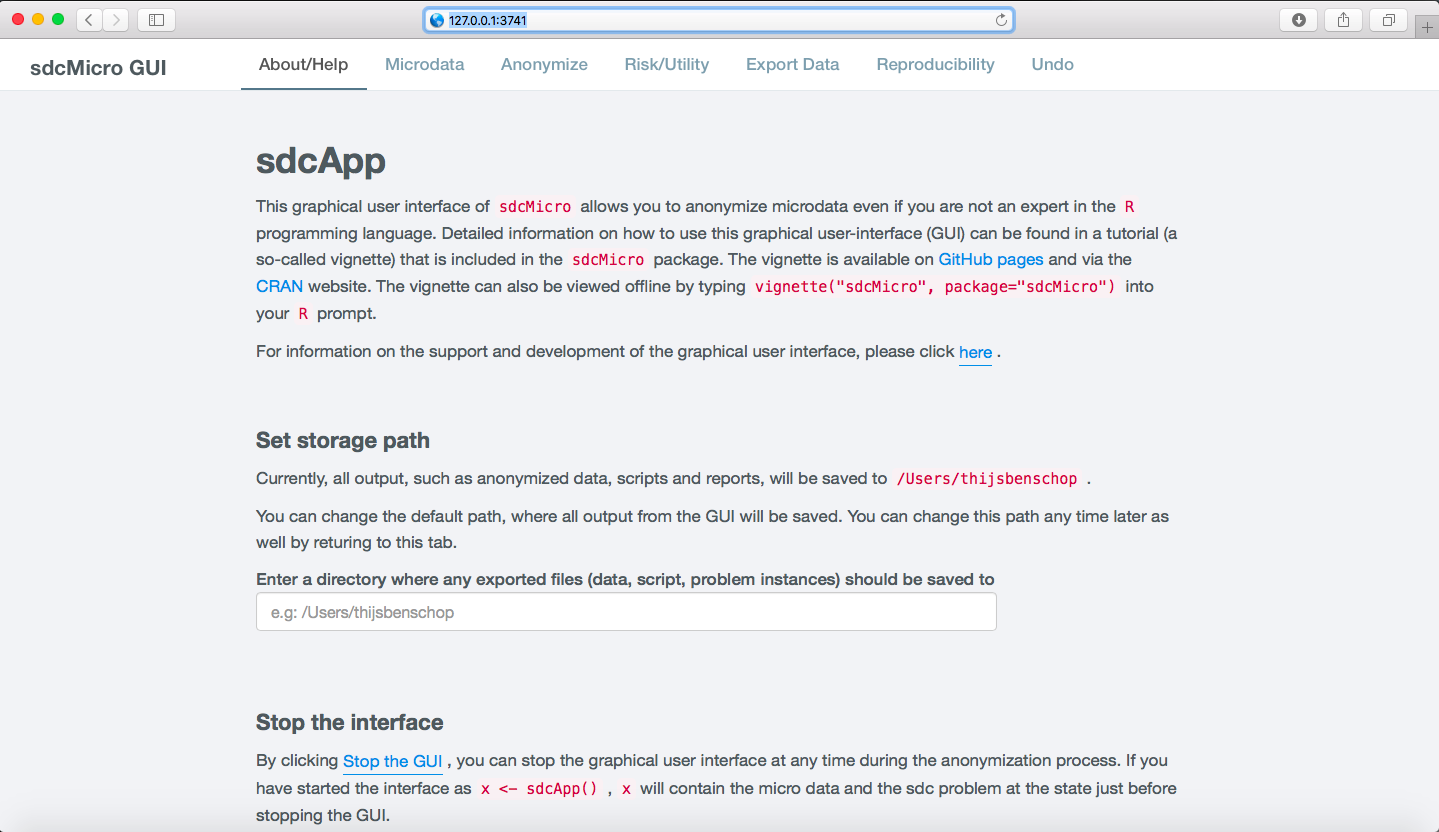 127.0.0.1:3741
sdcMicro GUI
About/Help Microdata Anonymize Risk/Utility Export Data Reproducibility Undo
sdcApp
This graphical user interface of sdcMicro allows you to anonymize microdata even if you are not an expert in the R
programming language. Detailed information on how to use this graphical user-interface (GUI) can be found in a tutorial (a
so-called vignette) that is included in the sdcMicro package. The vignette is available on GitHub pages and via the
CRAN website. The vignette can also be viewed offline by typing vignette("sdcMicro", package="sdcMicro") into
your R prompt.
For information on the support and development of the graphical user interface, please click here .
Set storage path
Currently, all output, such as anonymized data, scripts and reports, will be saved to /Users/thijsbenschop .
You can change the default path, where all output from the GUI will be saved. You can change this path any time later as
well by returing to this tab.
Enter a directory where any exported files (data, script, problem instances) should be saved to
e.g: /Users/thijsbenschop
Stop the interface
By clicking Stop the GUI , you can stop the graphical user interface at any time during the anonymization process. If you
have started the interface as x <- sdcApp() , x will contain the micro data and the sdc problem at the state just before
stopping the GUI.